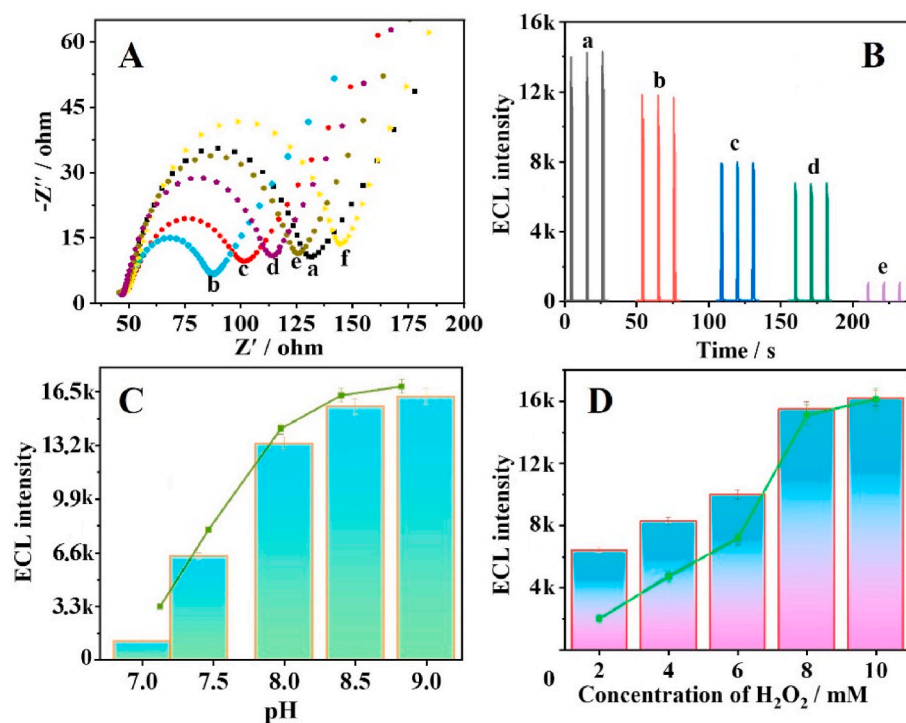 A
60
45
30
15
0
-Z″ / ohm
b c d e a f
50 75 100 125 150 175 200
Z′ / ohm
B
16k
12k
8k
4k
0
ECL intensity
a
b
c
d
e
0 50 100 150 200
Time / s
C
16.5k
13.2k
9.9k
6.6k
3.3k
0
ECL intensity
7.0 7.5 8.0 8.5 9.0
pH
D
16k
12k
8k
4k
0
ECL intensity
2 4 6 8 10
Concentration of H₂O₂ / mM